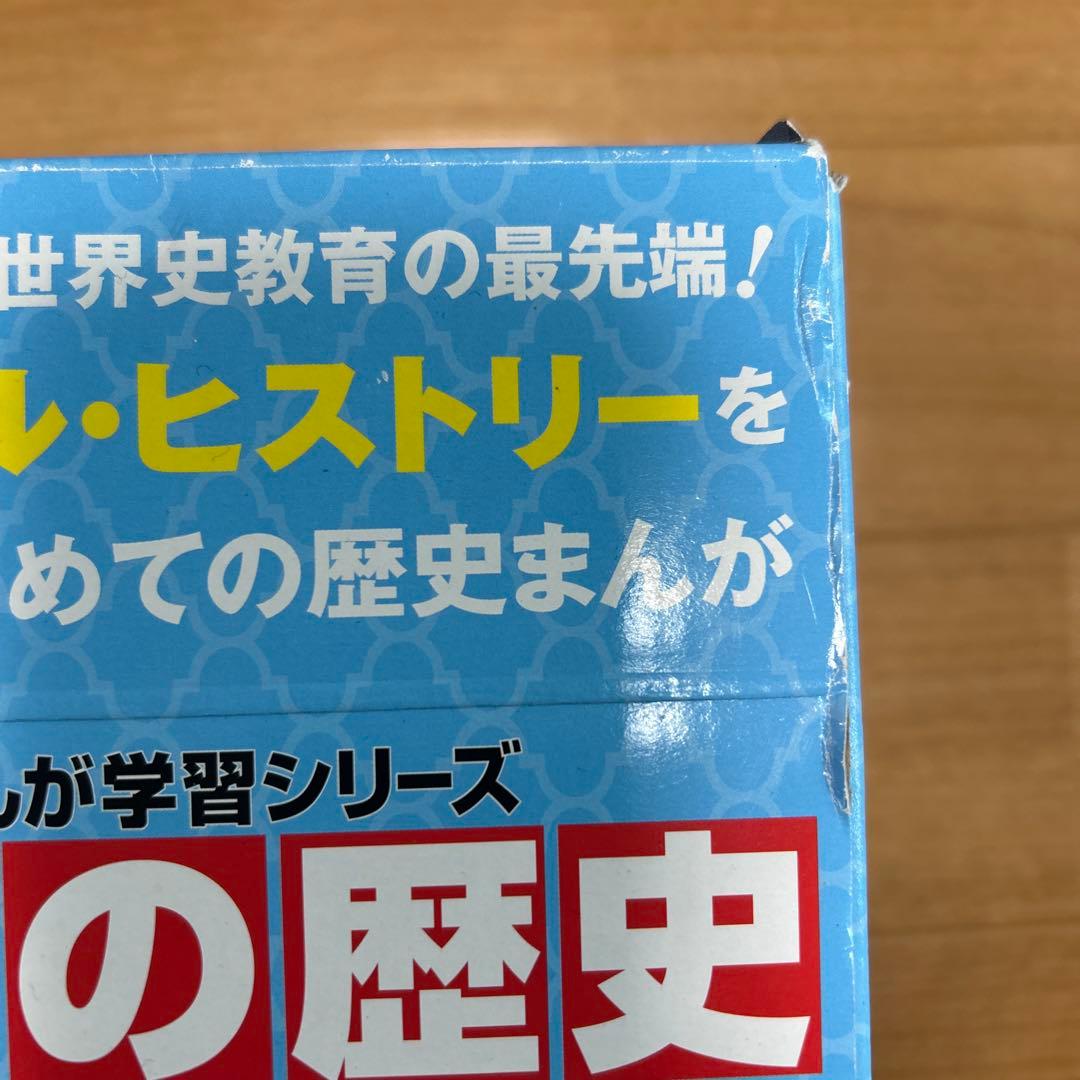 世界史教育の最先端!
ル・ヒストリーを
めての歴史まんが
んが学習シリーズ
の歴史